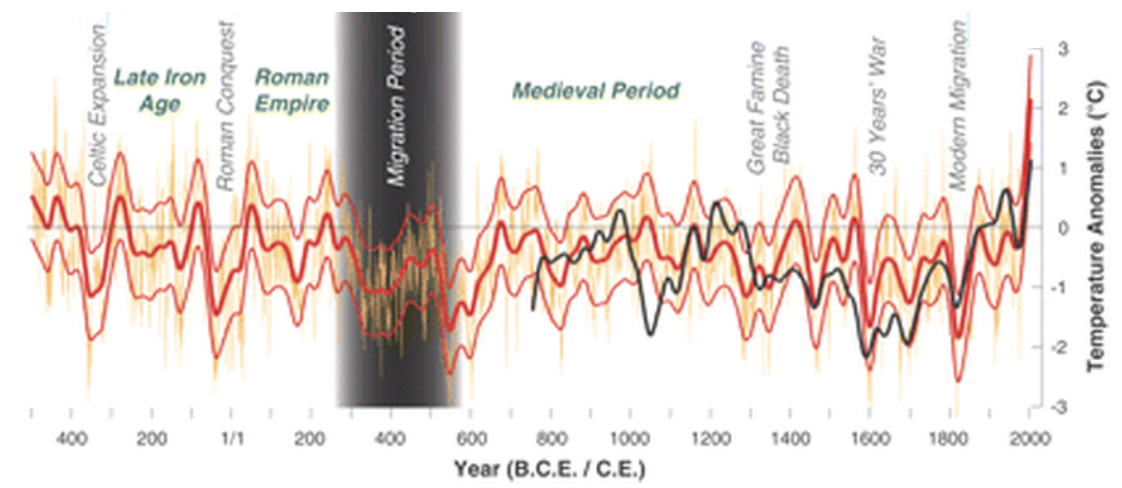 Celtic Expansion
Late Iron
Age
Roman Conquest
Roman
Empire
Migration Period
Medieval Period
Great Famine
Black Death
30 Years' War
Modern Migration
3
2
1
0
-1
-2
-3
Temperature Anomalies (°C)
400 200 1/1 200 400 600 800 1000 1200 1400 1600 1800 2000
Year (B.C.E. / C.E.)